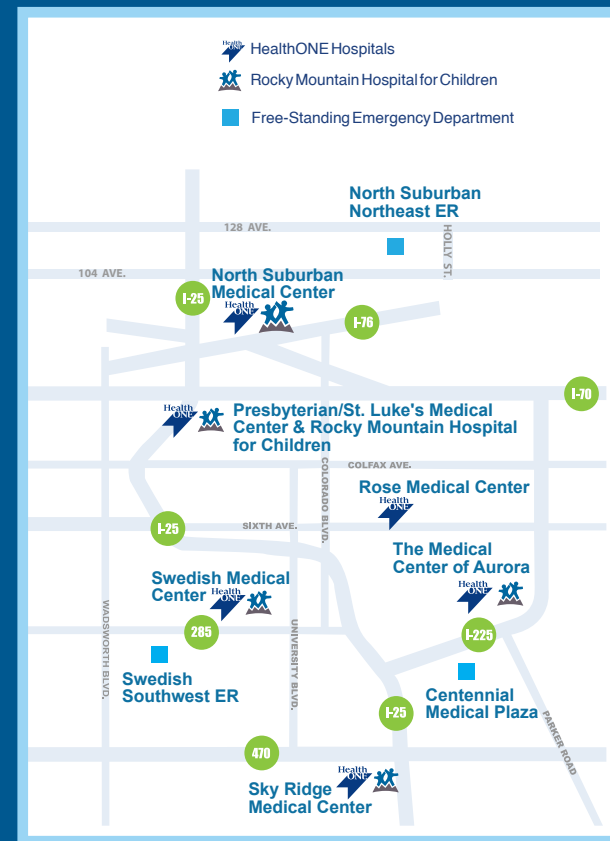 Health
ONE
HealthONE Hospitals
Rocky Mountain Hospital for Children
Free-Standing Emergency Department
North Suburban
Northeast ER
128 AVE.
HOLLY ST.
104 AVE.
North Suburban
Medical Center
I-25
Health
ONE
I-76
I-70
Health
ONE
Presbyterian/St. Luke's Medical
Center & Rocky Mountain Hospital
for Children
COLFAX AVE.
COLORADO BLVD.
Rose Medical Center
Health
ONE
I-25
SIXTH AVE.
The Medical
Center of Aurora
Health
ONE
Swedish Medical
Center
Health
ONE
WADSWORTH BLVD.
285
UNIVERSITY BLVD.
I-225
Swedish
Southwest ER
Centennial
Medical Plaza
I-25
PARKER ROAD
470
Health
ONE
Sky Ridge
Medical Center